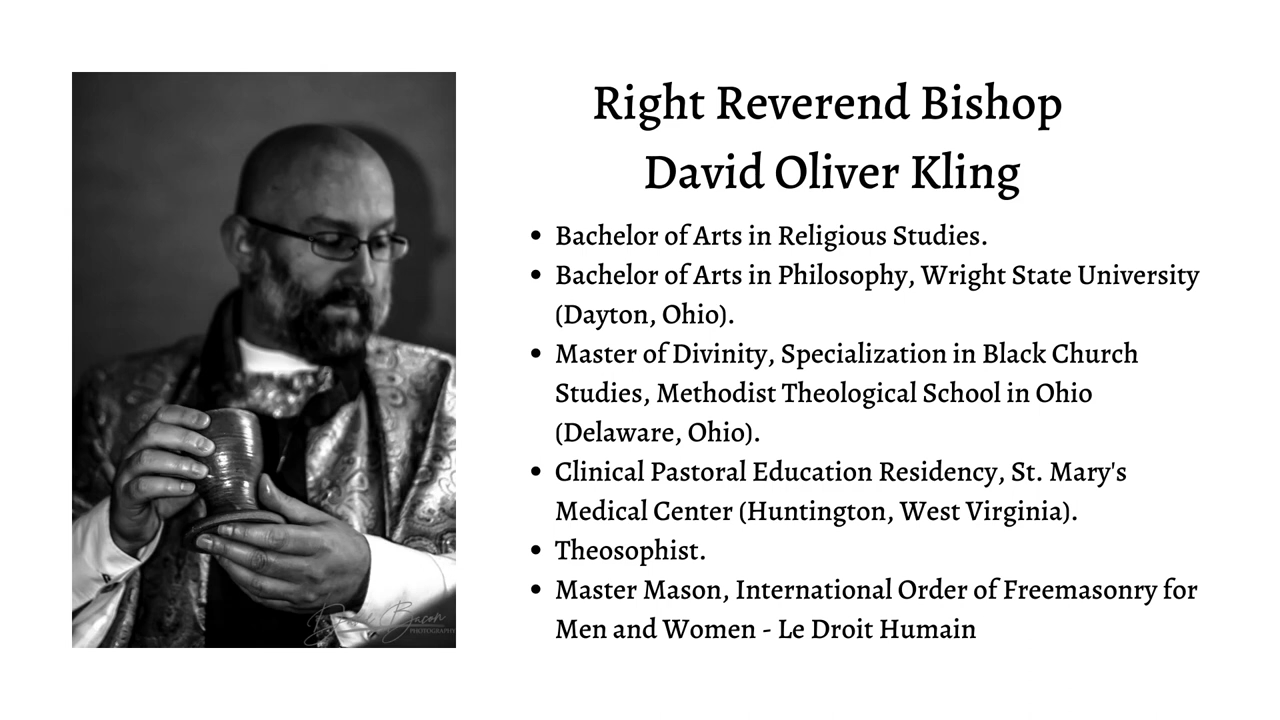 Right Reverend Bishop
David Oliver Kling
• Bachelor of Arts in Religious Studies.
• Bachelor of Arts in Philosophy, Wright State University
(Dayton, Ohio).
• Master of Divinity, Specialization in Black Church
Studies, Methodist Theological School in Ohio
(Delaware, Ohio).
• Clinical Pastoral Education Residency, St. Mary's
Medical Center (Huntington, West Virginia).
• Theosophist.
• Master Mason, International Order of Freemasonry for
Men and Women - Le Droit Humain
Bacon
PHOTOGRAPHY